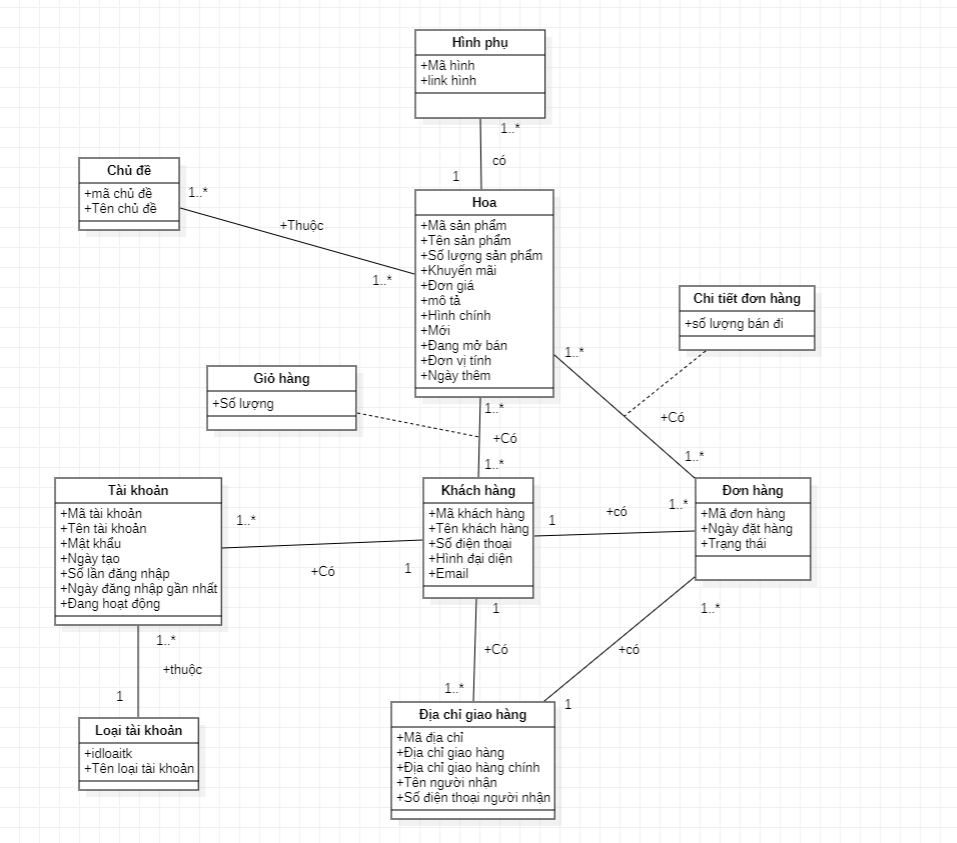 Hình phụ
+Mã hình
+link hình
1..*
có
1
Chủ đề
+mã chủ đề
+Tên chủ đề
1..*
+Thuộc
1..*
Hoa
+Mã sản phẩm
+Tên sản phẩm
+Số lượng sản phẩm
+Khuyến mãi
+Đơn giá
+mô tả
+Hình chính
+Mới
+Đang mở bán
+Đơn vị tính
+Ngày thêm
Chi tiết đơn hàng
+số lượng bán đi
1..*
+Có
1..*
Giỏ hàng
+Số lượng
1..*
+Có
1..*
Tài khoản
+Mã tài khoản
+Tên tài khoản
+Mật khẩu
+Ngày tạo
+Số lần đăng nhập
+Ngày đăng nhập gần nhất
+Đang hoạt động
1..*
+Có
1
Khách hàng
+Mã khách hàng
+Tên khách hàng
+Số điện thoại
+Hình đại diện
+Email
1
+có
1..*
Đơn hàng
+Mã đơn hàng
+Ngày đặt hàng
+Trạng thái
1..*
+có
1
1
+Có
1..*
1..*
+thuộc
1
Loại tài khoản
+idloaitk
+Tên loại tài khoản
Địa chỉ giao hàng
+Mã địa chỉ
+Địa chỉ giao hàng
+Địa chỉ giao hàng chính
+Tên người nhận
+Số điện thoại người nhận